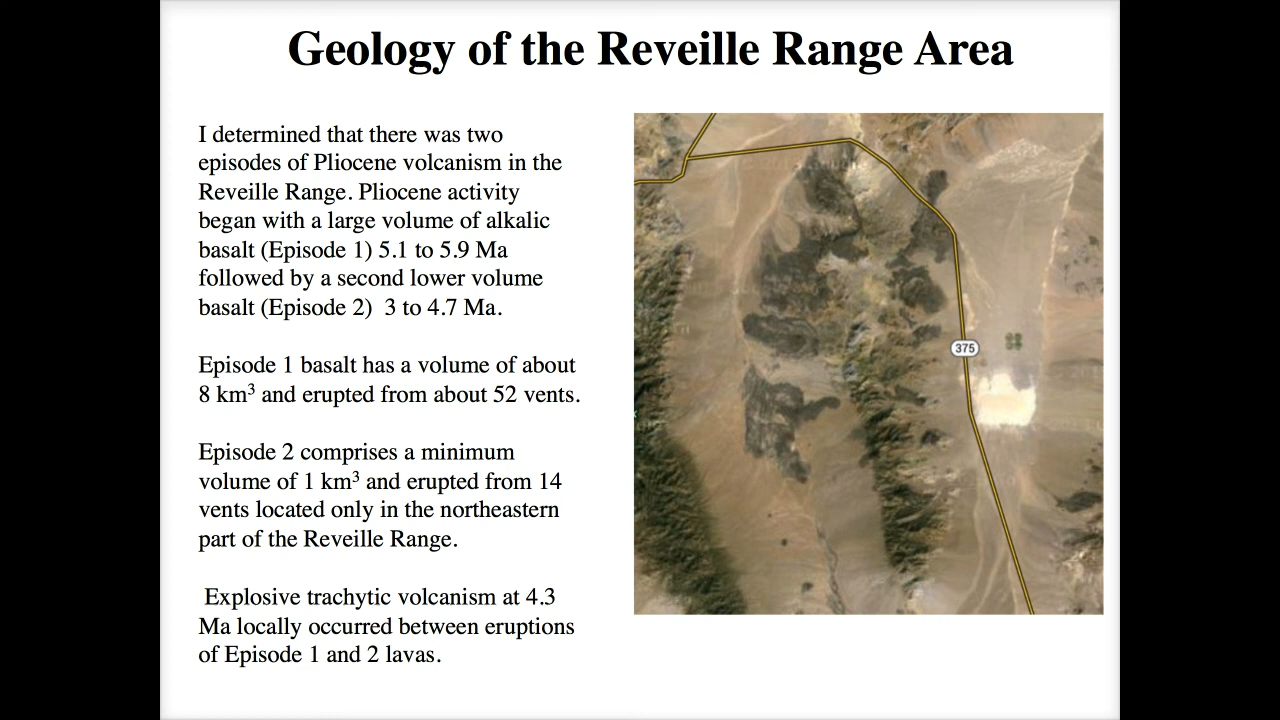 Geology of the Reveille Range Area
I determined that there was two
episodes of Pliocene volcanism in the
Reveille Range. Pliocene activity
began with a large volume of alkalic
basalt (Episode 1) 5.1 to 5.9 Ma
followed by a second lower volume
basalt (Episode 2)  3 to 4.7 Ma.
Episode 1 basalt has a volume of about
8 km³ and erupted from about 52 vents.
Episode 2 comprises a minimum
volume of 1 km³ and erupted from 14
vents located only in the northeastern
part of the Reveille Range.
Explosive trachytic volcanism at 4.3
Ma locally occurred between eruptions
of Episode 1 and 2 lavas.
375